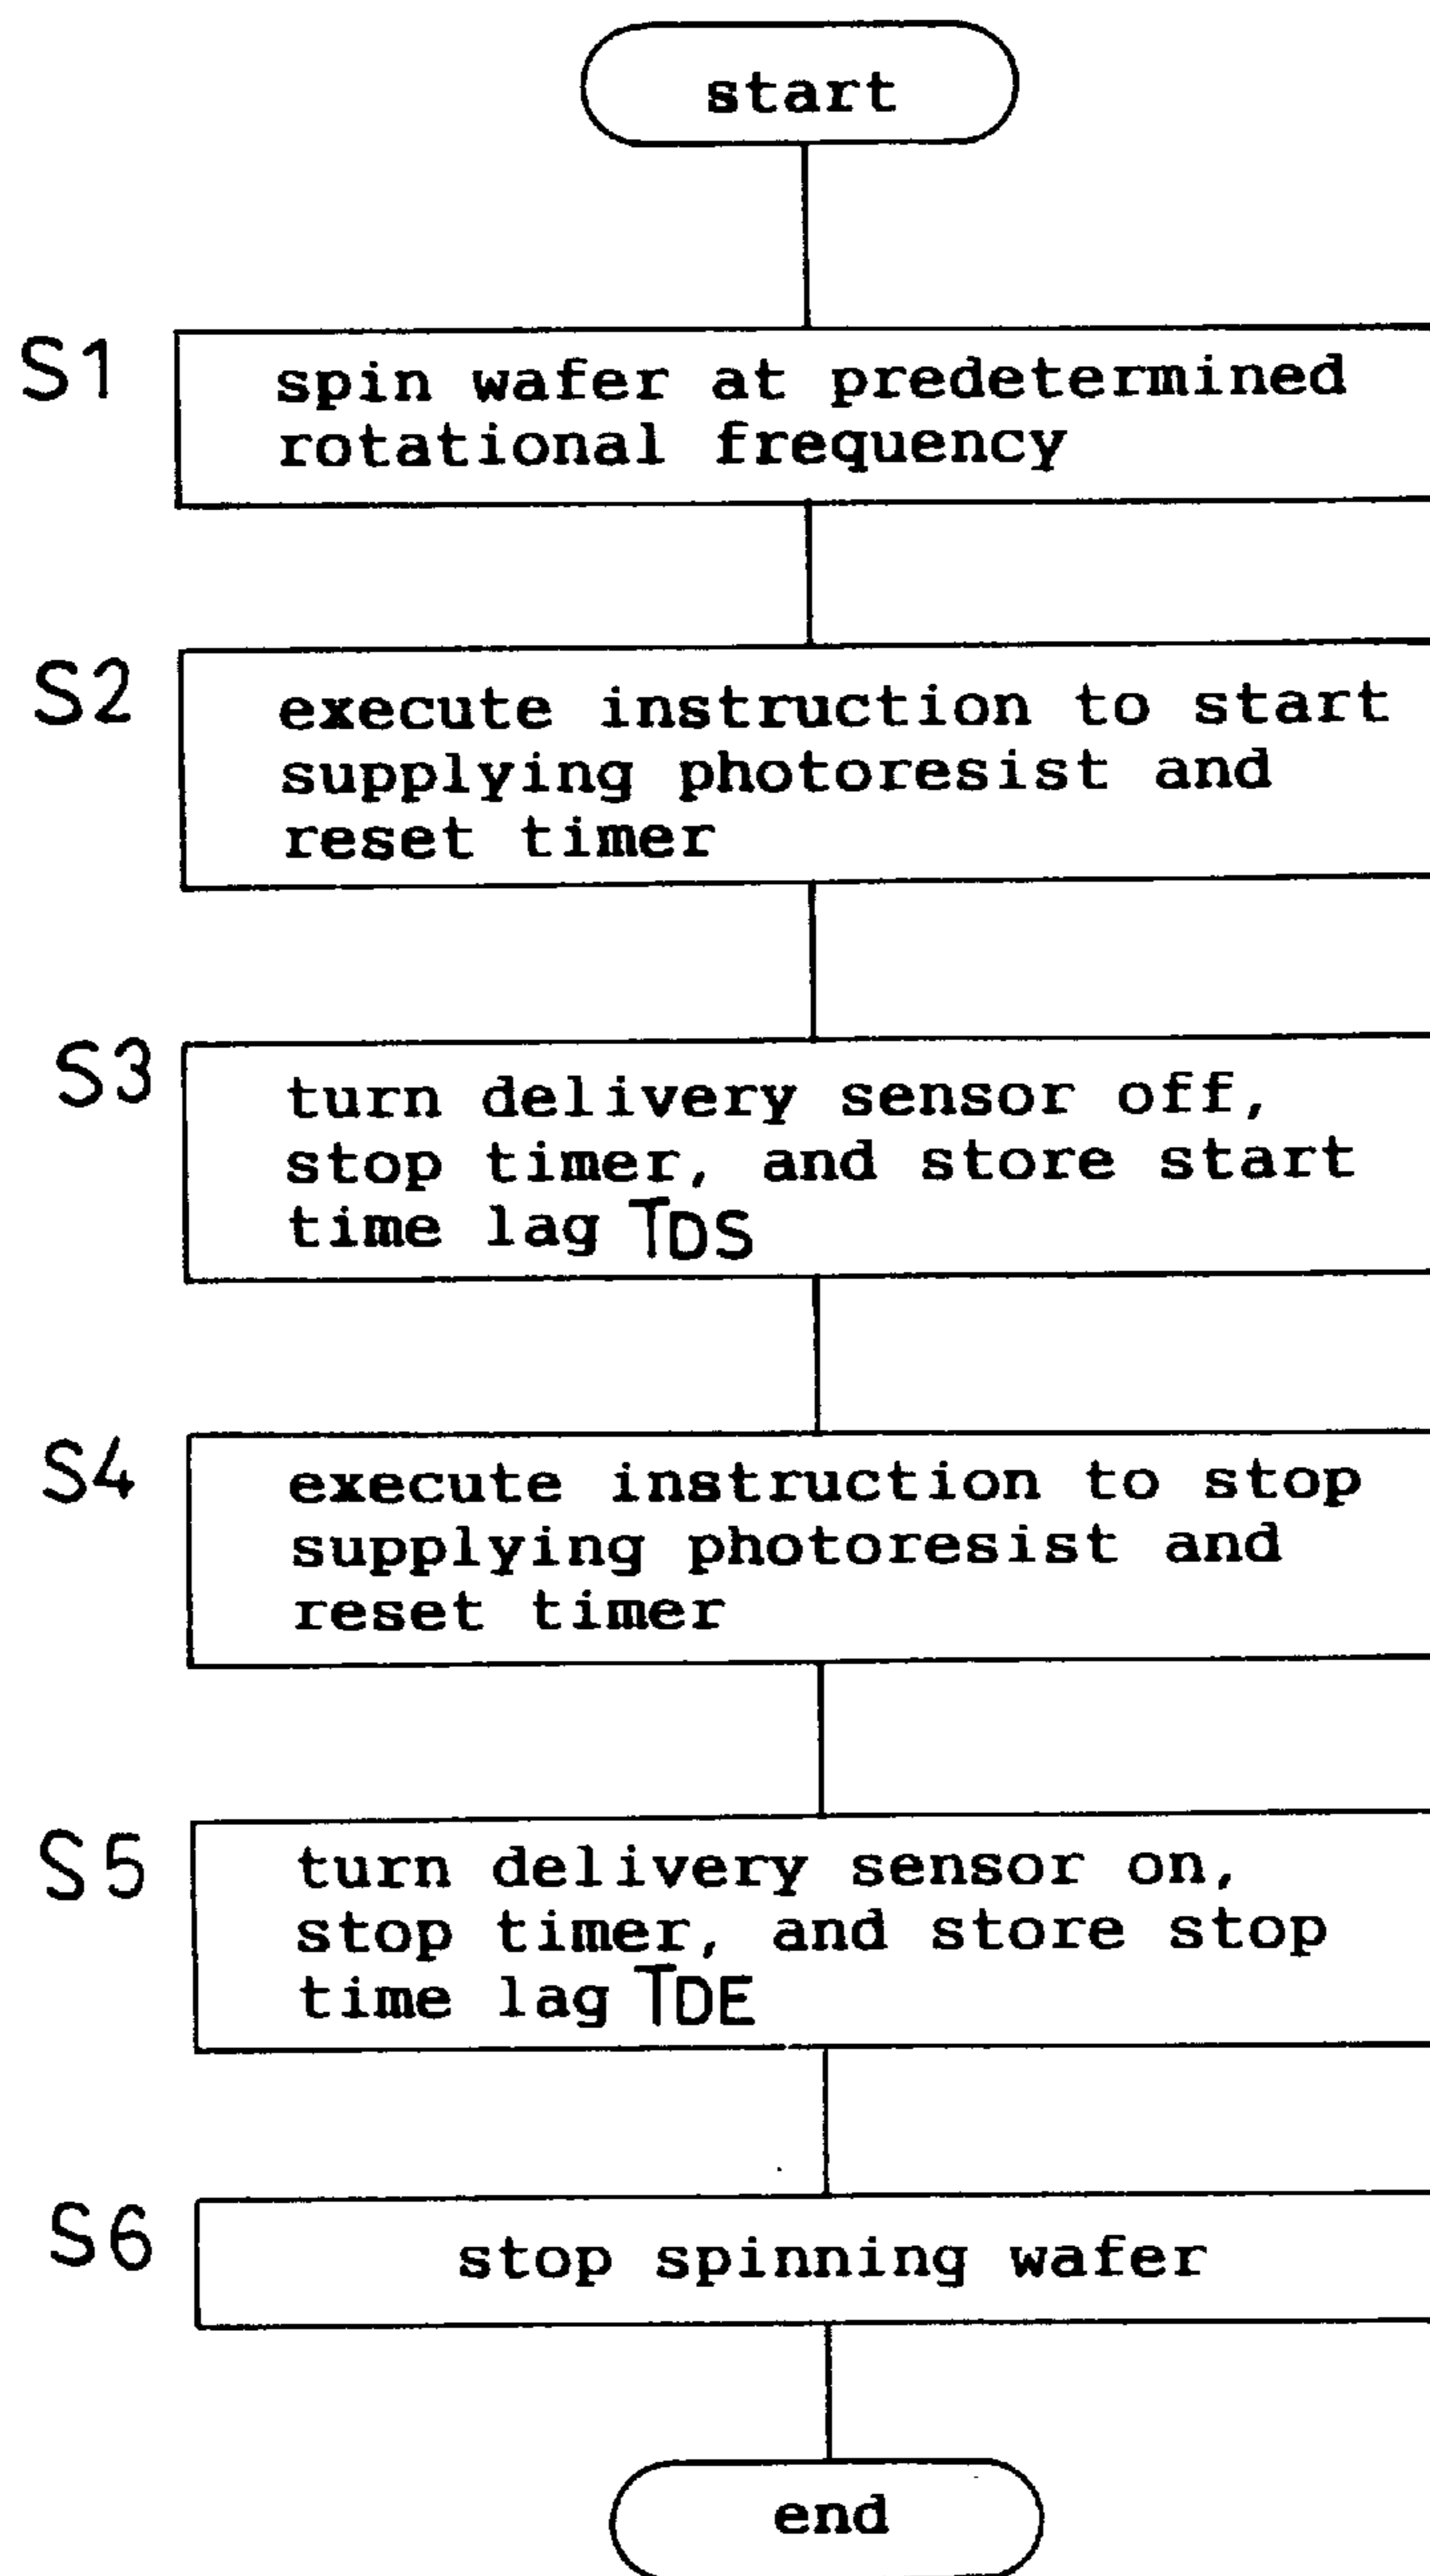 start
S1
spin wafer at predetermined
rotational frequency
S2
execute instruction to start
supplying photoresist and
reset timer
S3
turn delivery sensor off,
stop timer, and store start
time lag TDS
S4
execute instruction to stop
supplying photoresist and
reset timer
S5
turn delivery sensor on,
stop timer, and store stop
time lag TDE
S6
stop spinning wafer
end